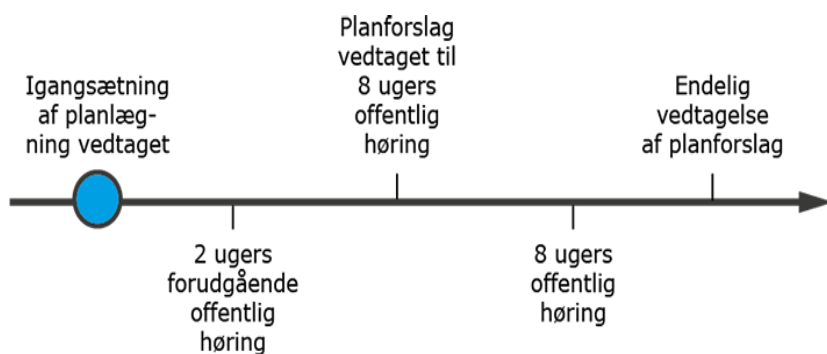 Igangsætning
af planlæg-
ning vedtaget
2 ugers
forudgående
offentlig
høring
Planforslag
vedtaget til
8 ugers
offentlig
høring
8 ugers
offentlig
høring
Endelig
vedtagelse
af planforslag